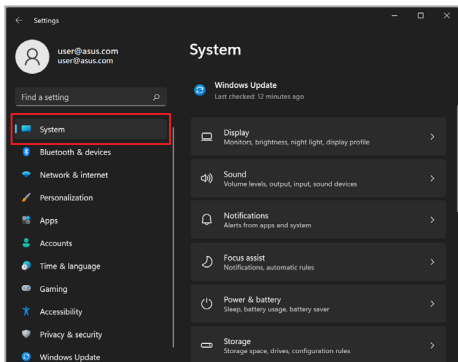 Settings
user@asus.com
user@asus.com
Find a setting
System
Bluetooth & devices
Network & internet
Personalization
Apps
Accounts
Time & language
Gaming
Accessibility
Privacy & security
Windows Update
System
Windows Update
Last checked: 12 minutes ago
Display
Monitors, brightness, night light, display profile
Sound
Volume levels, output, input, sound devices
Notifications
Alerts from apps and system
Focus assist
Notifications, automatic rules
Power & battery
Sleep, battery usage, battery saver
Storage
Storage space, drives, configuration rules